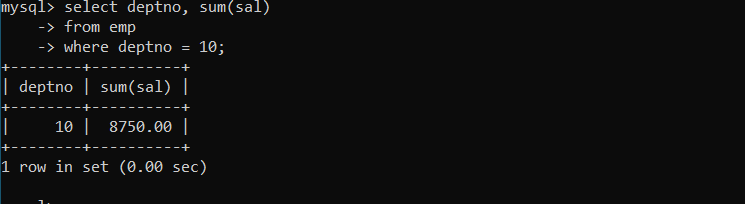 mysql> select deptno, sum(sal)
    -> from emp
    -> where deptno = 10;
+--------+----------+
| deptno | sum(sal) |
+--------+----------+
|     10 |  8750.00 |
+--------+----------+
1 row in set (0.00 sec)